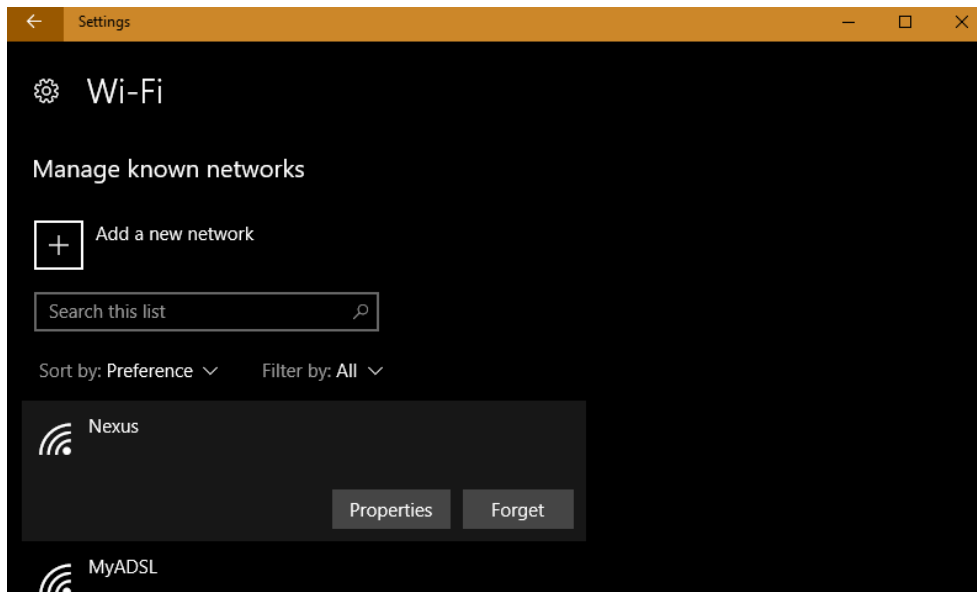 Settings
Wi-Fi
Manage known networks
Add a new network
Search this list
Sort by: Preference Filter by: All
Nexus
Properties Forget
MyADSL